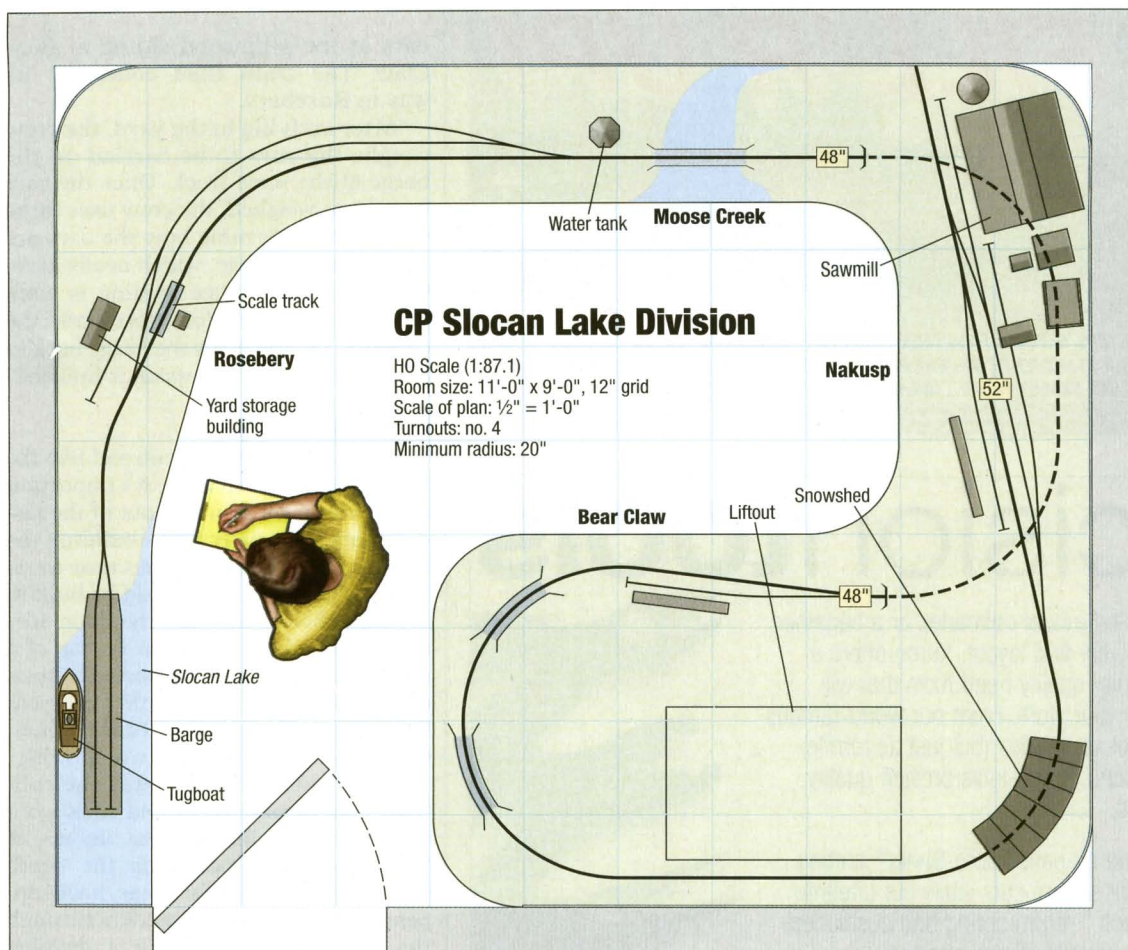 48"
Water tank
Moose Creek
Sawmill
Scale track
CP Slocan Lake Division
Rosebery
HO Scale (1:87.1)
Room size: 11'-0" x 9'-0", 12" grid
Scale of plan: ½" = 1'-0"
Turnouts: no. 4
Minimum radius: 20"
Nakusp
52"
Yard storage
building
Snowshed
Liftout
Bear Claw
48"
Slocan Lake
Barge
Tugboat